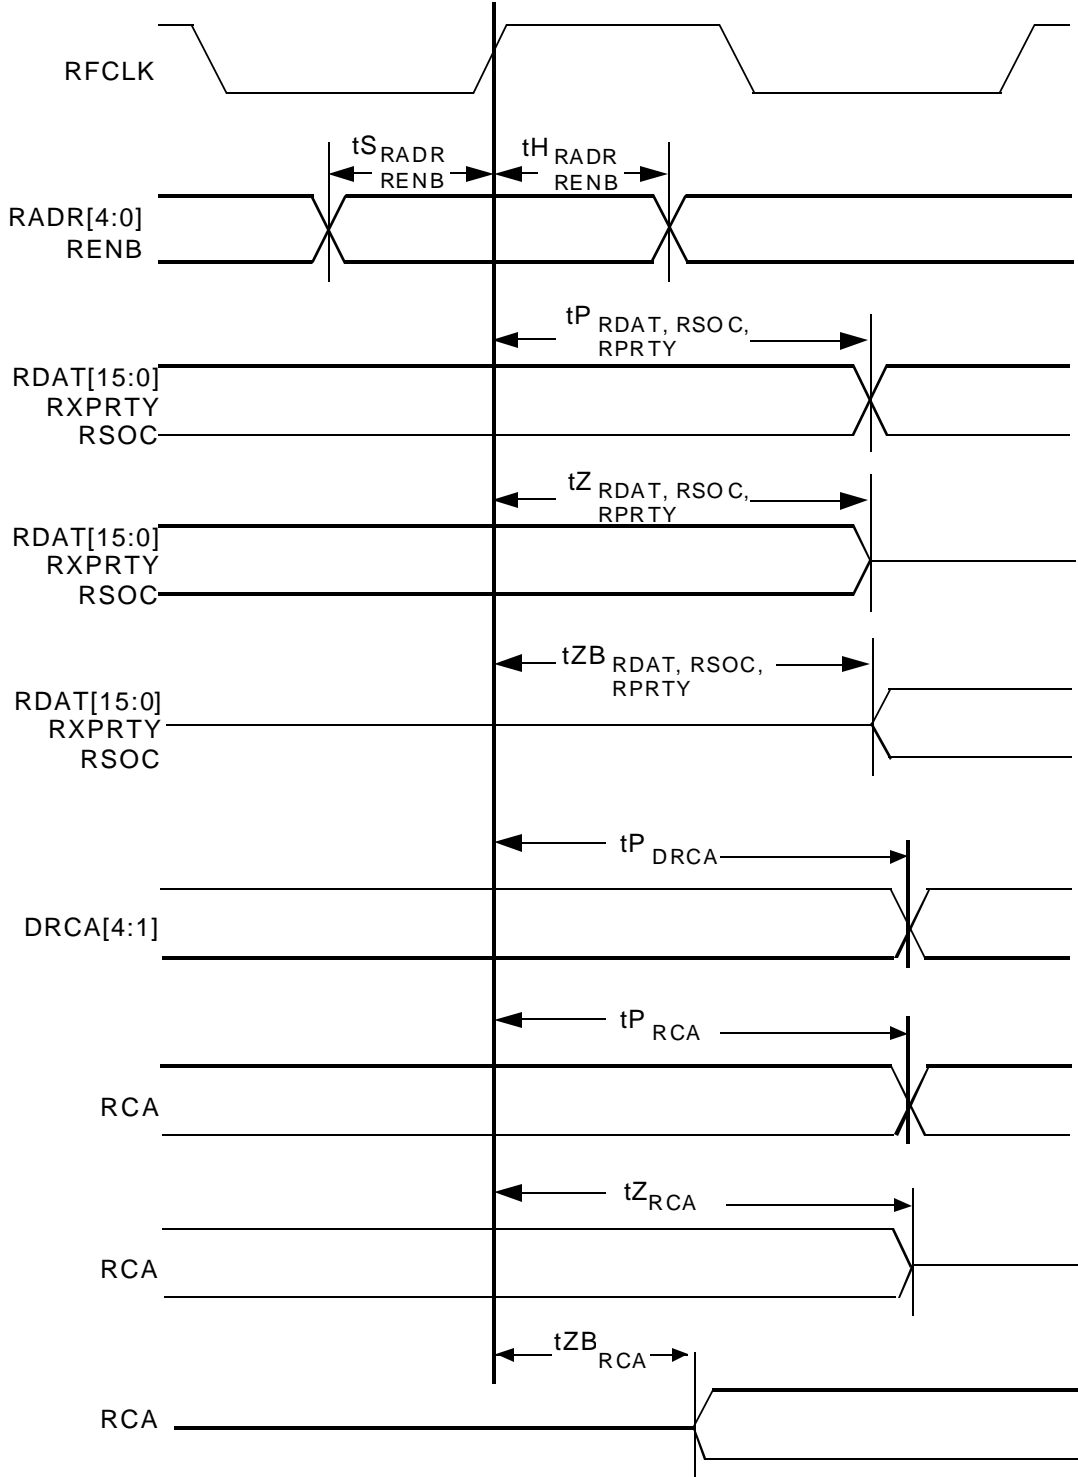 RFCLK
tS RADR RENB
tH RADR RENB
RADR[4:0]
RENB
tP RDAT, RSOC, RPRTY
RDAT[15:0]
RXPRTY
RSOC
tZ RDAT, RSOC, RPRTY
RDAT[15:0]
RXPRTY
RSOC
tZB RDAT, RSOC, RPRTY
RDAT[15:0]
RXPRTY
RSOC
tP DRCA
DRCA[4:1]
tP RCA
RCA
tZ RCA
RCA
tZB RCA
RCA